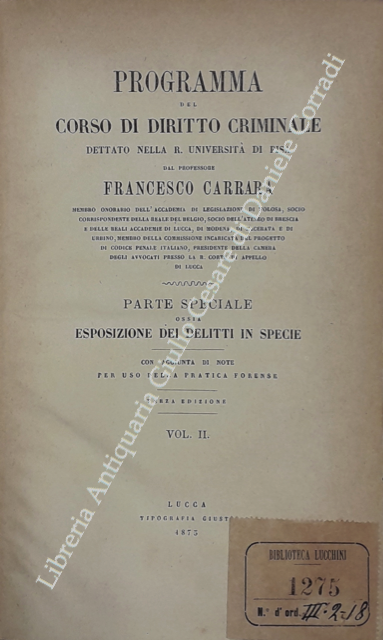 PROGRAMMA
DEL
CORSO DI DIRITTO CRIMINALE
DETTATO NELLA R. UNIVERSITÀ DI PISA
DAL PROFESSORE
FRANCESCO CARRARA
MEMBRO ONORARIO DELL'ACCADEMIA DI LEGISLAZIONE DI TOLOSA, SOCIO
CORRISPONDENTE DELLA REALE DEL BELGIO, SOCIO DELL'ATENEO DI BRESCIA
E DELLE REALI ACCADEMIE DI LUCCA, DI MODENA, DI MACERATA E DI
URBINO, MEMBRO DELLA COMMISSIONE INCARICATA DEL PROGETTO
DI CODICE PENALE ITALIANO, PRESIDENTE DELLA CAMERA
DEGLI AVVOCATI PRESSO LA R. CORTE DI APPELLO
DI LUCCA
PARTE SPECIALE
OSSIA
ESPOSIZIONE DEI DELITTI IN SPECIE
CON AGGIUNTA DI NOTE
PER USO DELLA PRATICA FORENSE
TERZA EDIZIONE
VOL. II.
LUCCA
TIPOGRAFIA GIUSTI
1873
BIBLIOTECA LUCCHINI
1275
N.° d'ord. III-2-18
Libreria Antiquaria Giulio Cesare di Daniele Corradi